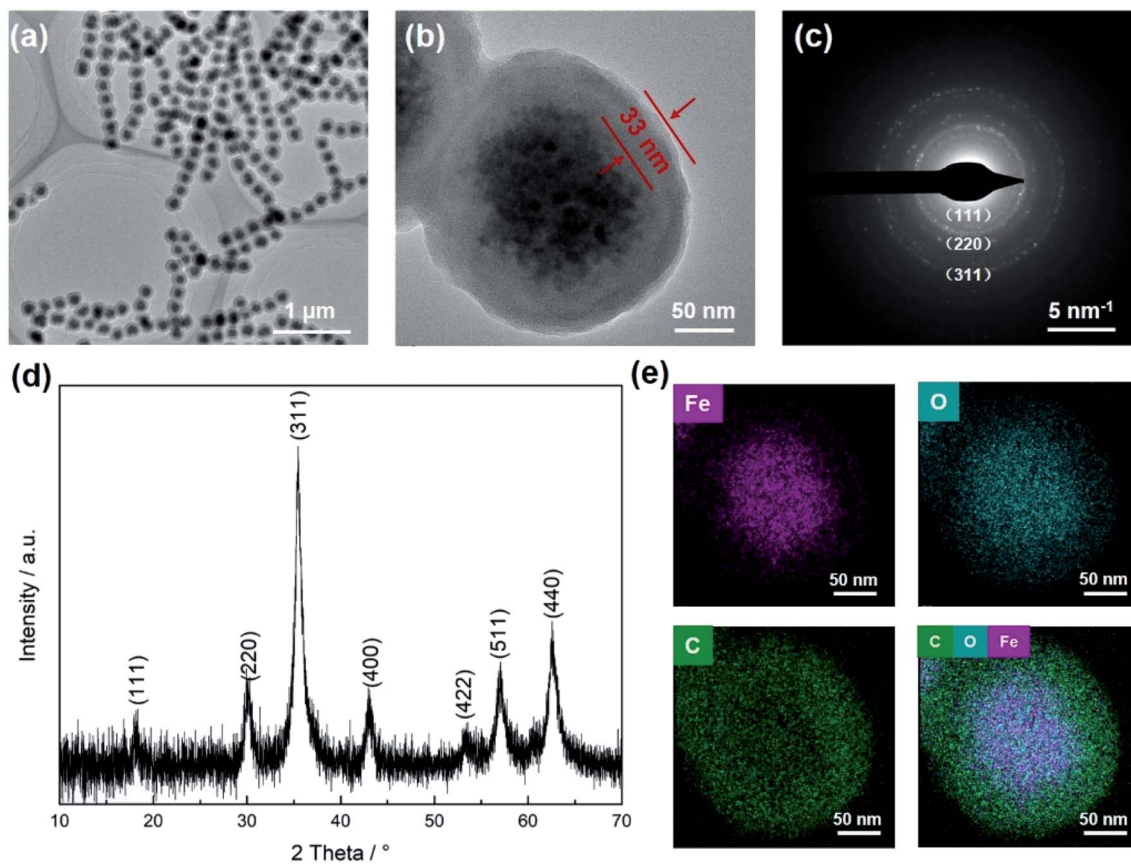 (a)
1 μm
(b)
33 nm
50 nm
(c)
(111)
(220)
(311)
5 nm⁻¹
(d)
Intensity / a.u.
(111)
(220)
(311)
(400)
(422)
(511)
(440)
10 20 30 40 50 60 70
2 Theta / °
(e)
Fe
50 nm
O
50 nm
C
50 nm
C O Fe
50 nm